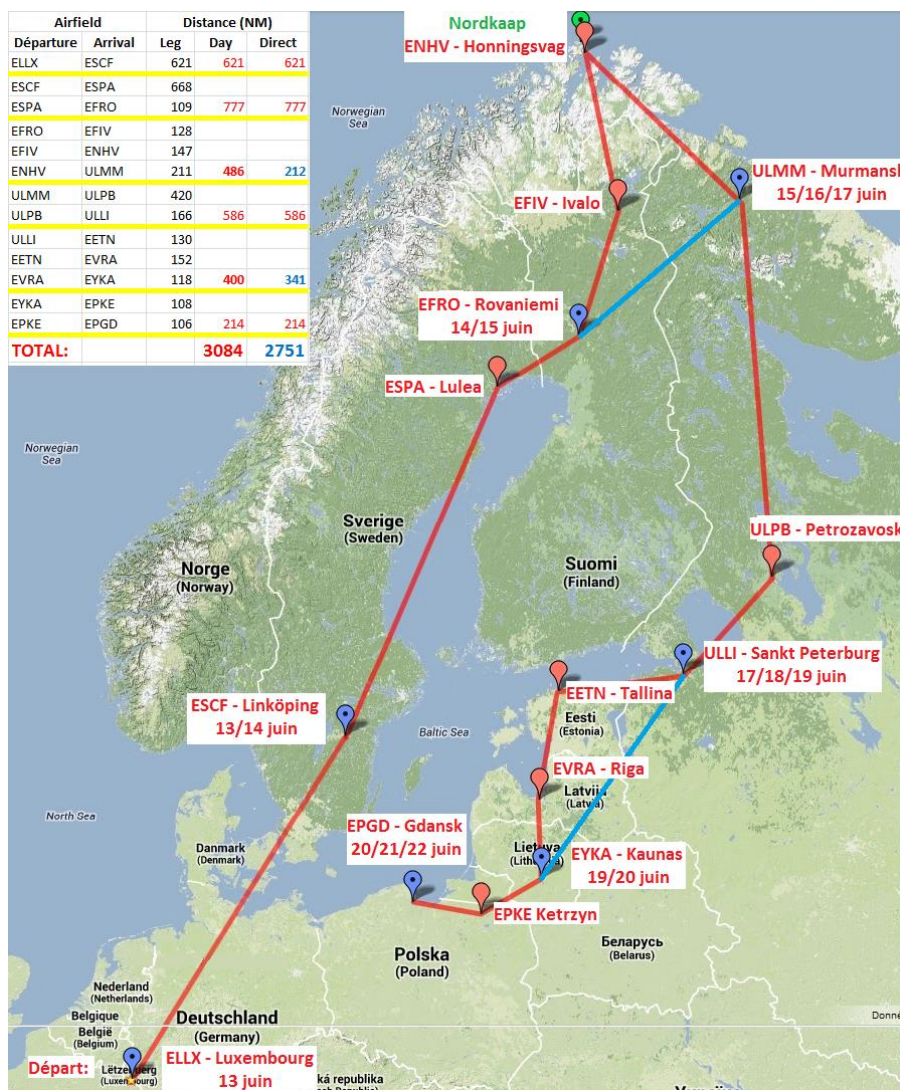 Airfield Distance (NM)
Départure Arrival Leg Day Direct
ELLX ESCF 621 621 621
ESCF ESPA 668
ESPA EFRO 109 777 777
EFRO EFIV 128
EFIV ENHV 147
ENHV ULMM 211 486 212
ULMM ULPB 420
ULPB ULLI 166 586 586
ULLI EETN 130
EETN EVRA 152
EVRA EYKA 118 400 341
EYKA EPKE 108
EPKE EPGD 106 214 214
TOTAL: 3084 2751
Nordkaap
ENHV - Honningsvag
Norwegian
Sea
ULMM - Murmansk
15/16/17 juin
EFIV - Ivalo
EFRO - Rovaniemi
14/15 juin
ESPA - Lulea
Norwegian
Sea
Sverige
(Sweden)
ULPB - Petrozavosk
Norge
(Norway)
Suomi
(Finland)
ULLI - Sankt Peterburg
17/18/19 juin
EETN - Tallina
ESCF - Linköping
13/14 juin
Baltic Sea
Eesti
(Estonia)
EVRA - Riga
Latvija
(Latvia)
North Sea
EPGD - Gdansk
20/21/22 juin
Danmark
(Denmark)
Lietuva
EYKA - Kaunas
19/20 juin
EPKE Ketrzyn
Polska
(Poland)
Беларусь
(Belarus)
Nederland
(Netherlands)
Belgique
België
(Belgium)
Deutschland
(Germany)
Donné
Départ:
ELLX - Luxembourg
13 juin
ká republika